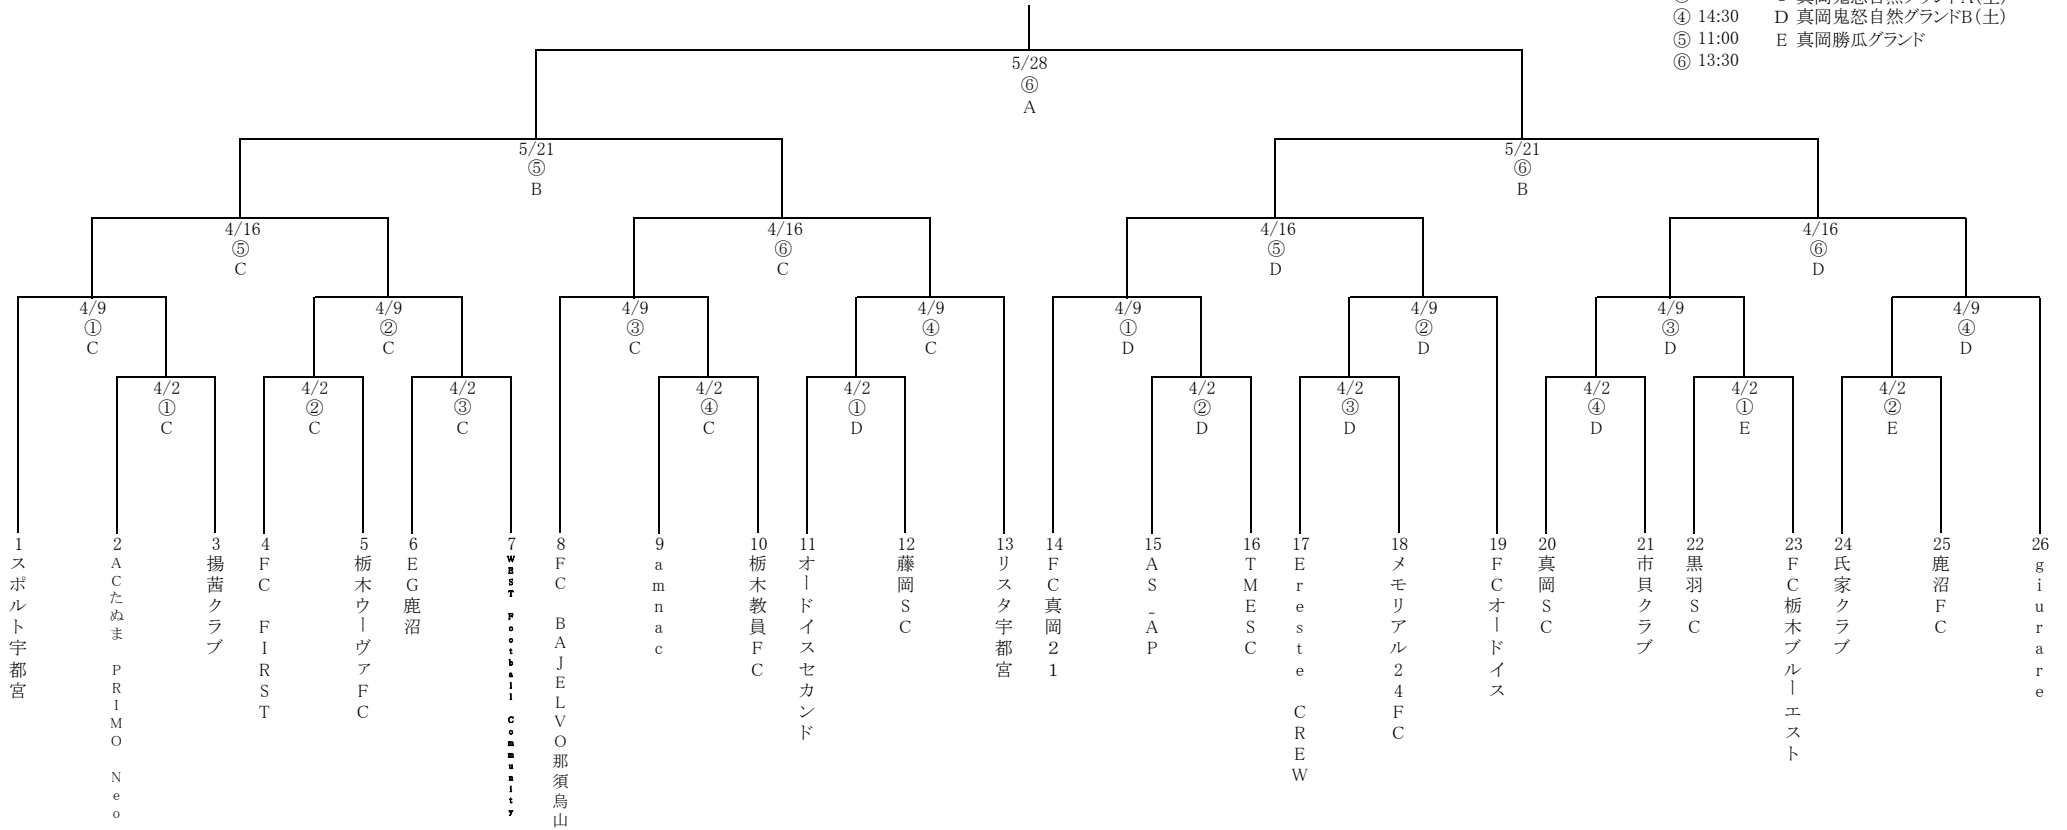 ④ 14:30 D 真岡鬼怒自然グランドB(土)
⑤ 11:00 E 真岡勝瓜グランド
⑥ 13:30
5/28
⑥
A
5/21
⑤
B
5/21
⑥
B
4/16
⑤
C
4/16
⑥
C
4/16
⑤
D
4/16
⑥
D
4/9
①
C
4/9
②
C
4/9
③
C
4/9
④
C
4/9
①
D
4/9
②
D
4/9
③
D
4/9
④
D
4/2
①
C
4/2
②
C
4/2
③
C
4/2
④
C
4/2
①
D
4/2
②
D
4/2
③
D
4/2
④
D
4/2
①
E
4/2
②
E
1 スポルト宇都宮
2 ACたぬま PRIMO Neo
3 揚茜クラブ
4 FC FIRST
5 栃木ウーヴァFC
6 EG鹿沼
7 WEST Football Community
8 FC BAJELVO那須烏山
9 amnac
10 栃木教員FC
11 オードイスセカンド
12 藤岡SC
13 リスタ宇都宮
14 FC真岡21
15 AS-AP
16 TMESC
17 Ereste CREW
18 メモリアル24FC
19 FCオードイス
20 真岡SC
21 市貝クラブ
22 黒羽SC
23 FC栃木ブルーエスト
24 氏家クラブ
25 鹿沼FC
26 giurare